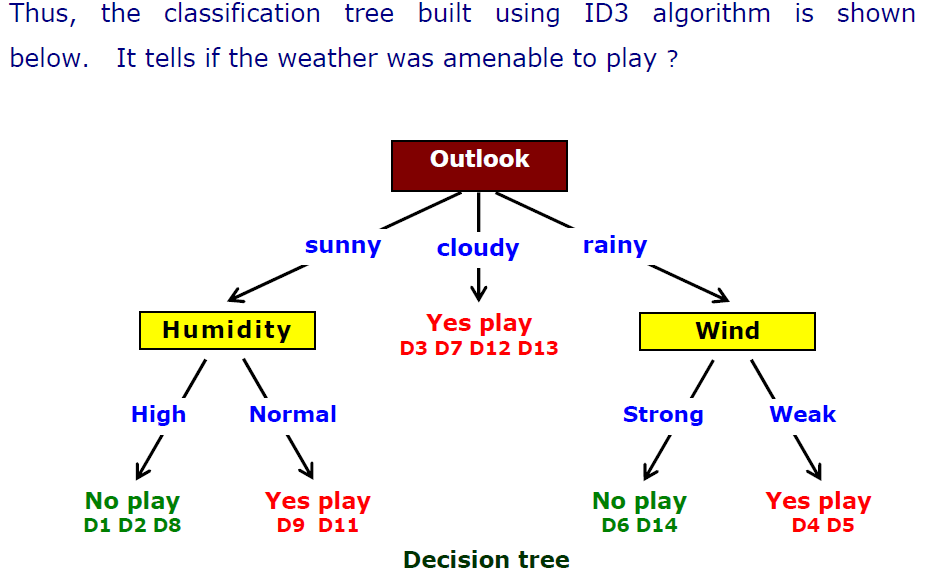 Thus, the classification tree built using ID3 algorithm is shown
below. It tells if the weather was amenable to play ?
Outlook
sunny cloudy rainy
Humidity
Yes play
D3 D7 D12 D13
Wind
High Normal Strong Weak
No play Yes play No play Yes play
D1 D2 D8 D9 D11 D6 D14 D4 D5
Decision tree